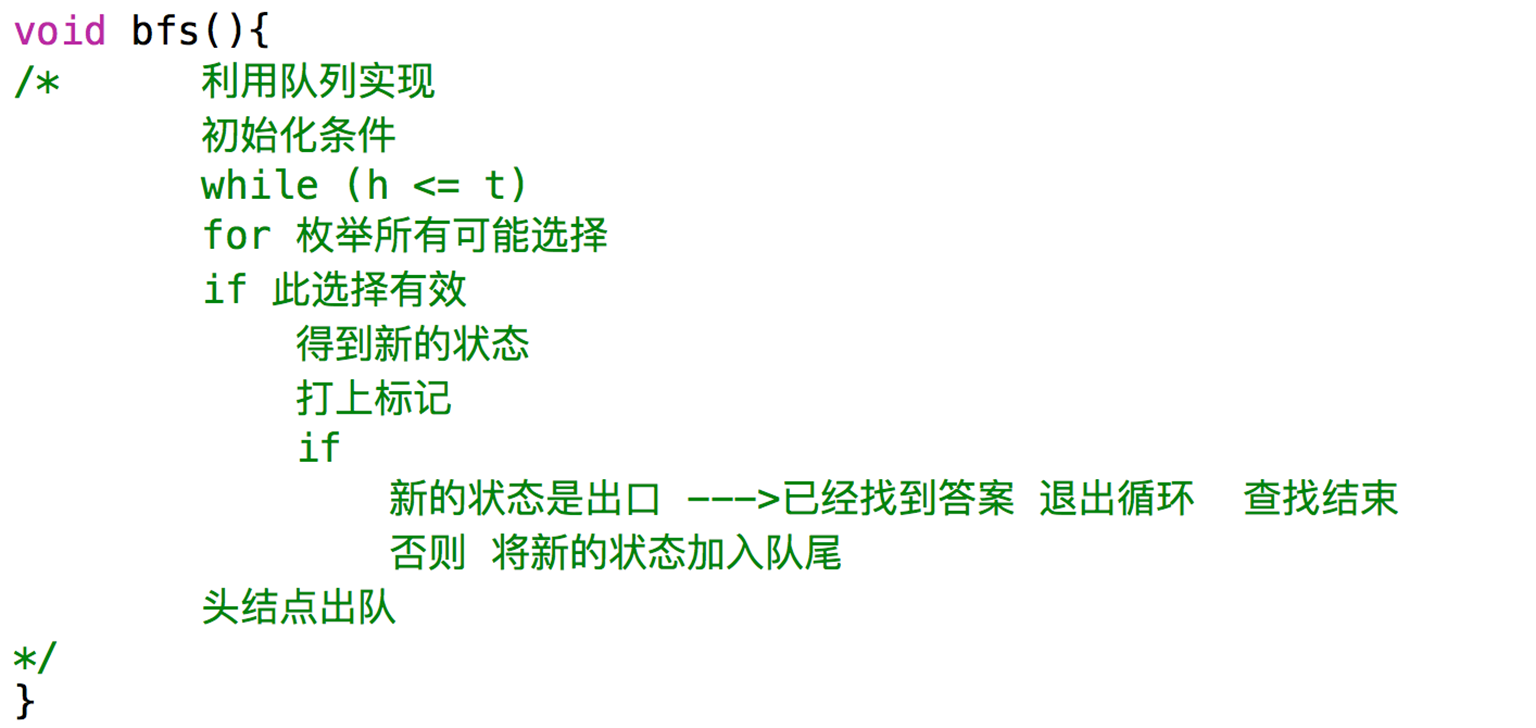 void bfs(){
/* 利用队列实现
初始化条件
while (h <= t)
for 枚举所有可能选择
if 此选择有效
得到新的状态
打上标记
if
新的状态是出口 --->已经找到答案 退出循环 查找结束
否则 将新的状态加入队尾
头结点出队
*/
}